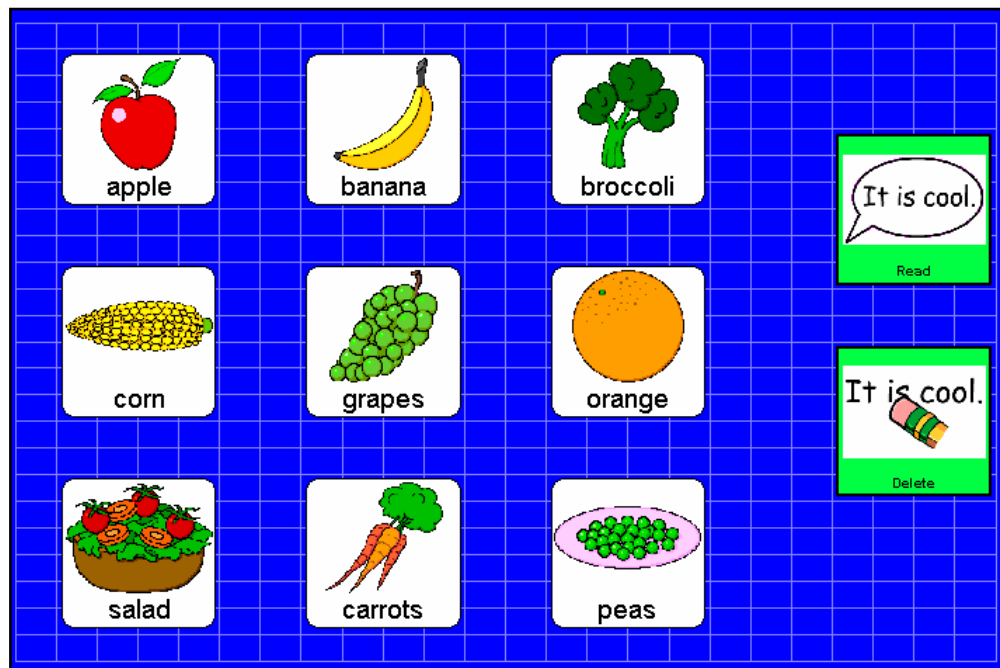 apple
banana
broccoli
It is cool.
Read
corn
grapes
orange
It is cool.
Delete
salad
carrots
peas